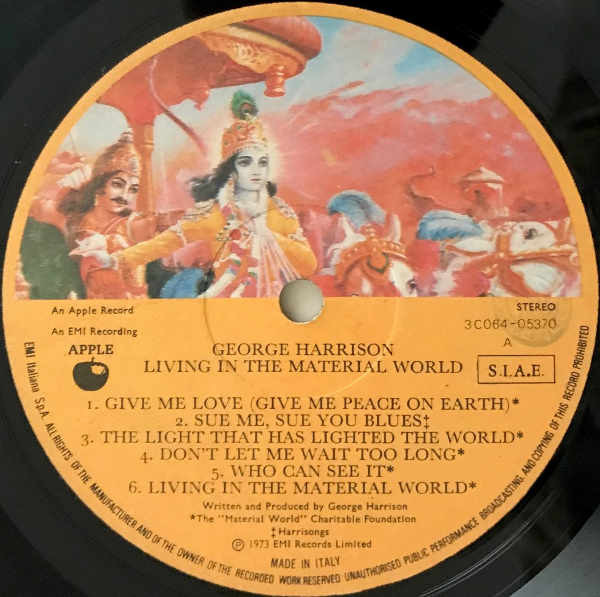 An Apple Record
An EMI Recording
APPLE
STEREO
3C064-05370
A
S.I.A.E.
GEORGE HARRISON
LIVING IN THE MATERIAL WORLD
1. GIVE ME LOVE (GIVE ME PEACE ON EARTH)*
2. SUE ME, SUE YOU BLUES‡
3. THE LIGHT THAT HAS LIGHTED THE WORLD*
4. DON'T LET ME WAIT TOO LONG*
5. WHO CAN SEE IT*
6. LIVING IN THE MATERIAL WORLD*
Written and Produced by George Harrison
*The "Material World" Charitable Foundation
‡Harrisongs
Ⓟ 1973 EMI Records Limited
MADE IN ITALY
EMI Italiana S.p.A. ALL RIGHTS OF THE MANUFACTURER AND OF THE OWNER OF THE RECORDED WORK RESERVED UNAUTHORISED PUBLIC PERFORMANCE BROADCASTING AND COPYING OF THIS RECORD PROHIBITED